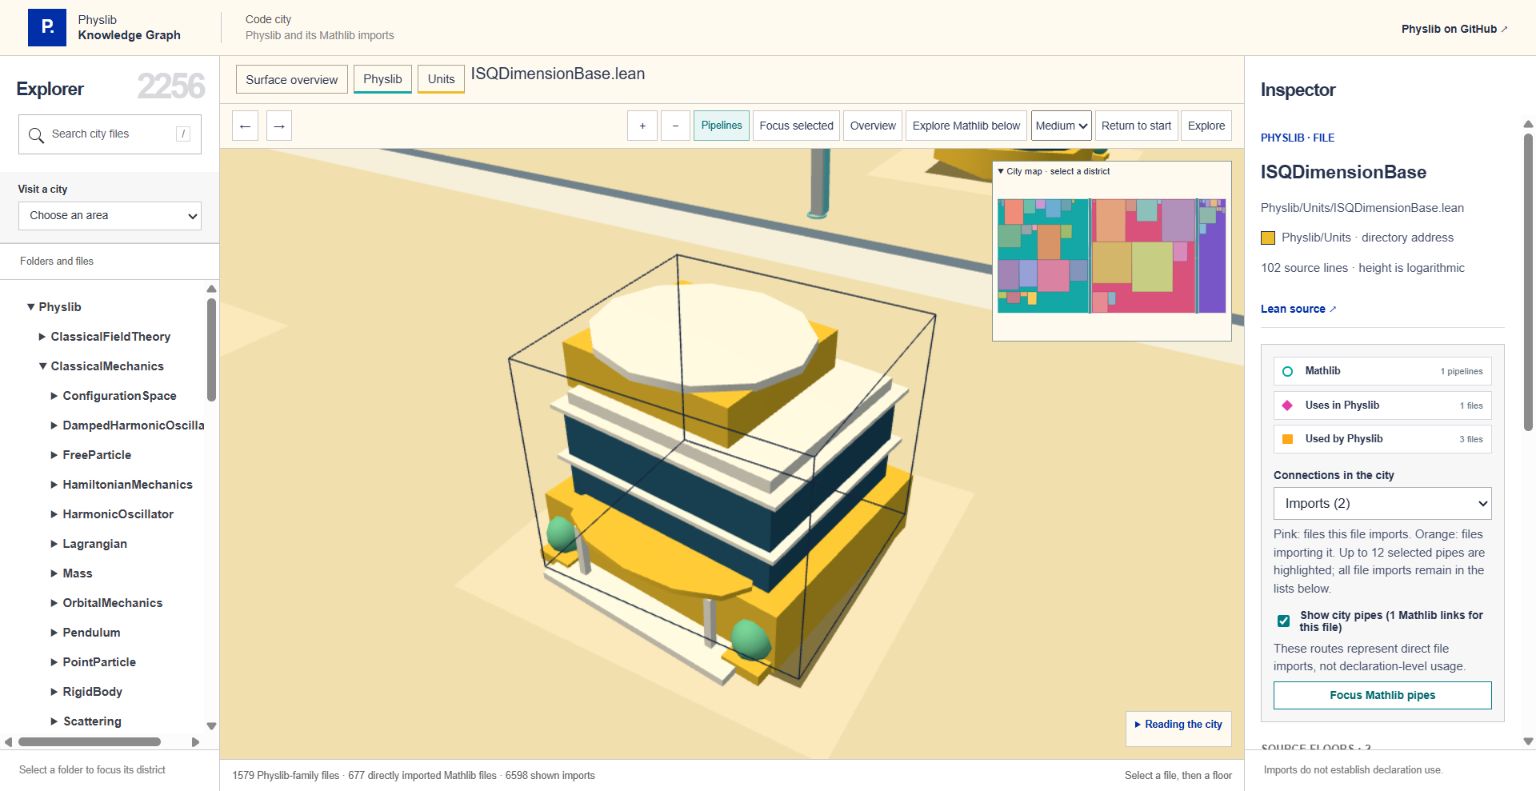 P.
Physlib
Knowledge Graph
Code city
Physlib and its Mathlib imports
Physlib on GitHub ↗
Explorer
2256
Search city files
/
Visit a city
Choose an area
Folders and files
▼ Physlib
▶ ClassicalFieldTheory
▼ ClassicalMechanics
▶ ConfigurationSpace
▶ DampedHarmonicOscilla
▶ FreeParticle
▶ HamiltonianMechanics
▶ HarmonicOscillator
▶ Lagrangian
▶ Mass
▶ OrbitalMechanics
▶ Pendulum
▶ PointParticle
▶ RigidBody
▶ Scattering
Select a folder to focus its district
Surface overview
Physlib
Units
ISQDimensionBase.lean
← →
+ − Pipelines Focus selected Overview Explore Mathlib below Medium Return to start Explore
▼ City map · select a district
▶ Reading the city
1579 Physlib-family files · 677 directly imported Mathlib files · 6598 shown imports
Select a file, then a floor
Inspector
PHYSLIB · FILE
ISQDimensionBase
Physlib/Units/ISQDimensionBase.lean
Physlib/Units · directory address
102 source lines · height is logarithmic
Lean source ↗
Mathlib 1 pipelines
Uses in Physlib 1 files
Used by Physlib 3 files
Connections in the city
Imports (2)
Pink: files this file imports. Orange: files
importing it. Up to 12 selected pipes are
highlighted; all file imports remain in the
lists below.
Show city pipes (1 Mathlib links for
this file)
These routes represent direct file
imports, not declaration-level usage.
Focus Mathlib pipes
Imports do not establish declaration use.